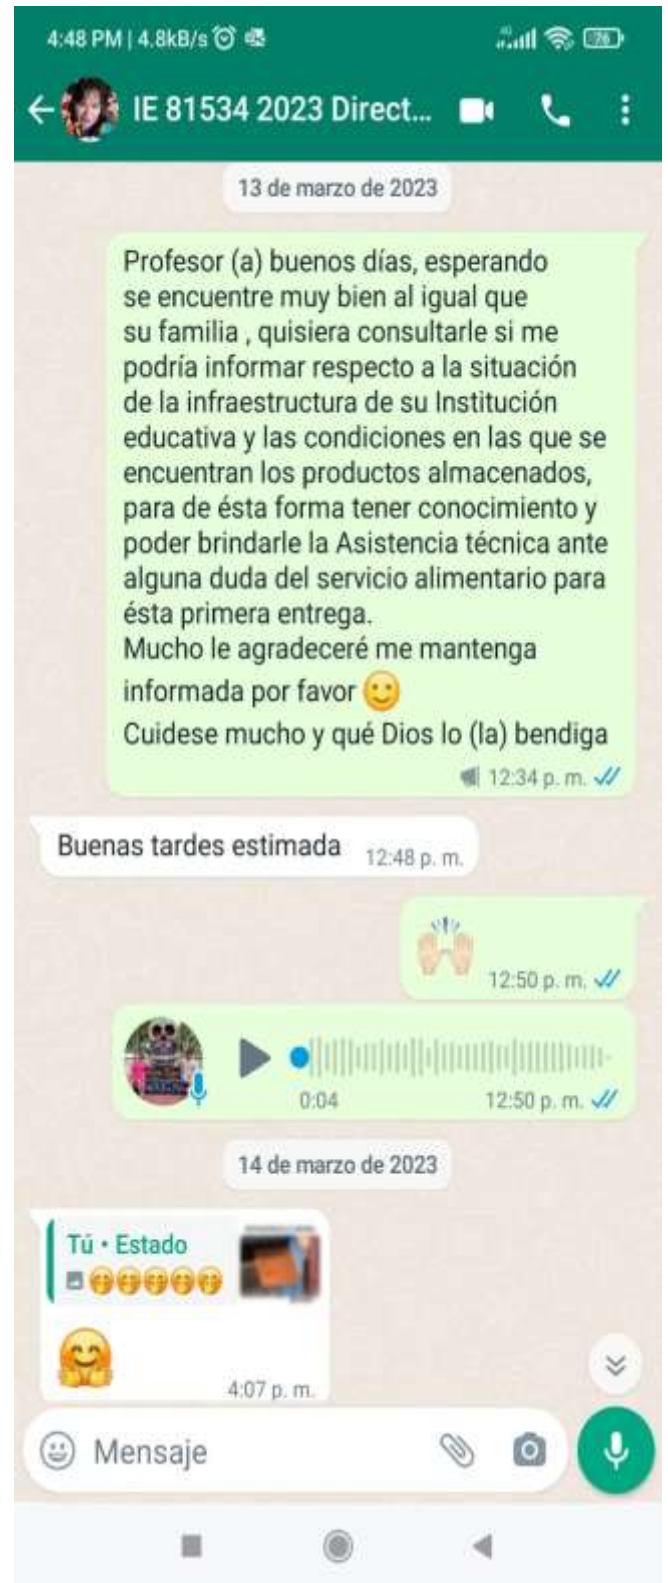 4:48 PM | 4.8kB/s
76
IE 81534 2023 Direct...
13 de marzo de 2023
Profesor (a) buenos días, esperando
se encuentre muy bien al igual que
su familia , quisiera consultarle si me
podría informar respecto a la situación
de la infraestructura de su Institución
educativa y las condiciones en las que se
encuentran los productos almacenados,
para de ésta forma tener conocimiento y
poder brindarle la Asistencia técnica ante
alguna duda del servicio alimentario para
ésta primera entrega.
Mucho le agradeceré me mantenga
informada por favor 🙂
Cuidese mucho y qué Dios lo (la) bendiga
12:34 p. m.
Buenas tardes estimada 12:48 p. m.
12:50 p. m.
0:04 12:50 p. m.
14 de marzo de 2023
Tú • Estado
4:07 p. m.
Mensaje